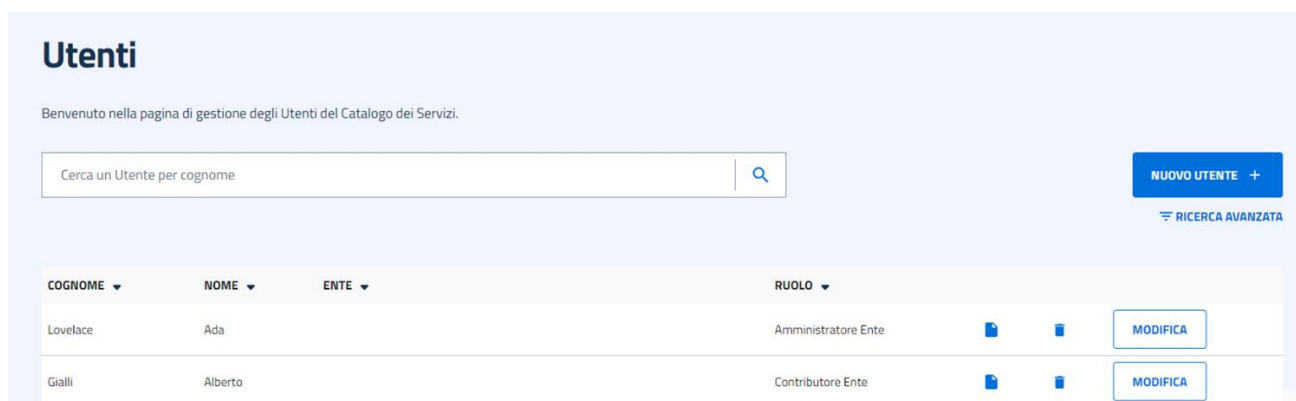 Utenti
Benvenuto nella pagina di gestione degli Utenti del Catalogo dei Servizi.
Cerca un Utente per cognome
NUOVO UTENTE +
RICERCA AVANZATA
COGNOME NOME ENTE RUOLO
Lovelace Ada Amministratore Ente MODIFICA
Gialli Alberto Contributore Ente MODIFICA